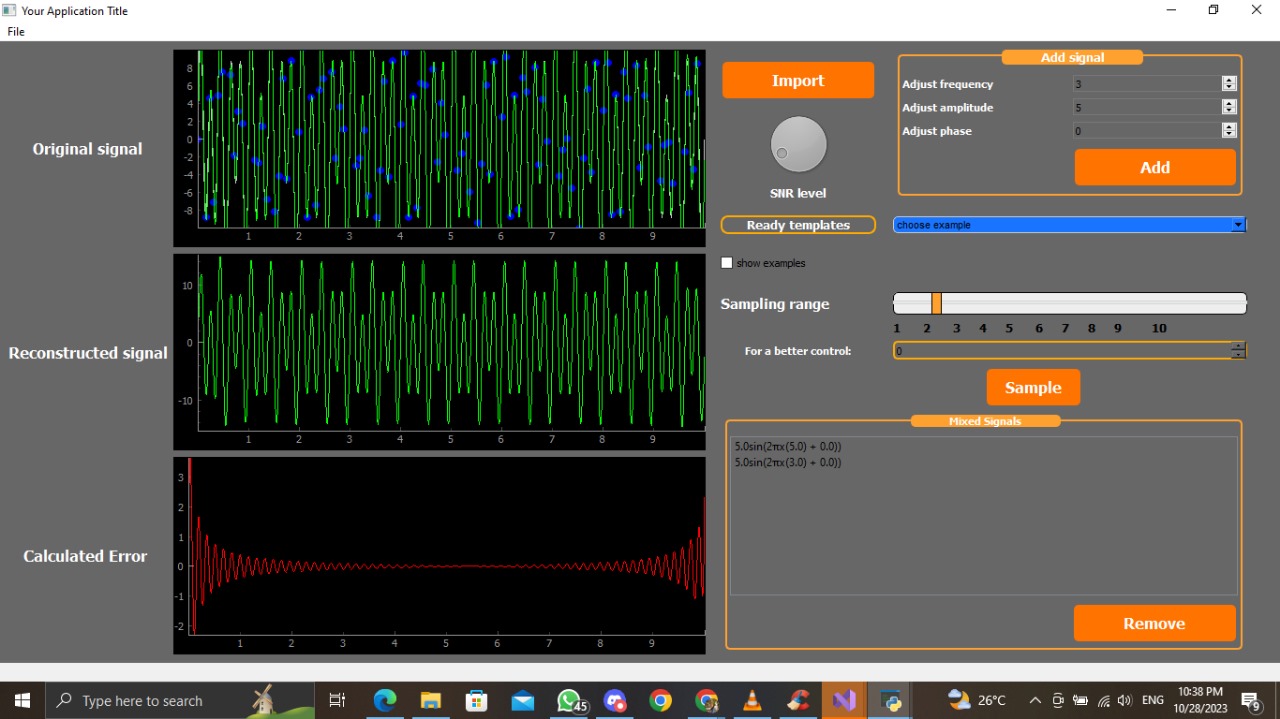 Your Application Title
File
Original signal
8
6
4
2
0
-2
-4
-6
-8
1 2 3 4 5 6 7 8 9
Reconstructed signal
10
0
-10
1 2 3 4 5 6 7 8 9
Calculated Error
3
2
1
0
-1
-2
1 2 3 4 5 6 7 8 9
Import
SNR level
Add signal
Adjust frequency 3
Adjust amplitude 5
Adjust phase 0
Add
Ready templates choose example
show examples
Sampling range
1 2 3 4 5 6 7 8 9 10
For a better control: 0
Sample
Mixed Signals
5.0sin(2πx(5.0) + 0.0))
5.0sin(2πx(3.0) + 0.0))
Remove
Type here to search
45
26°C
ENG
10:38 PM
10/28/2023
9